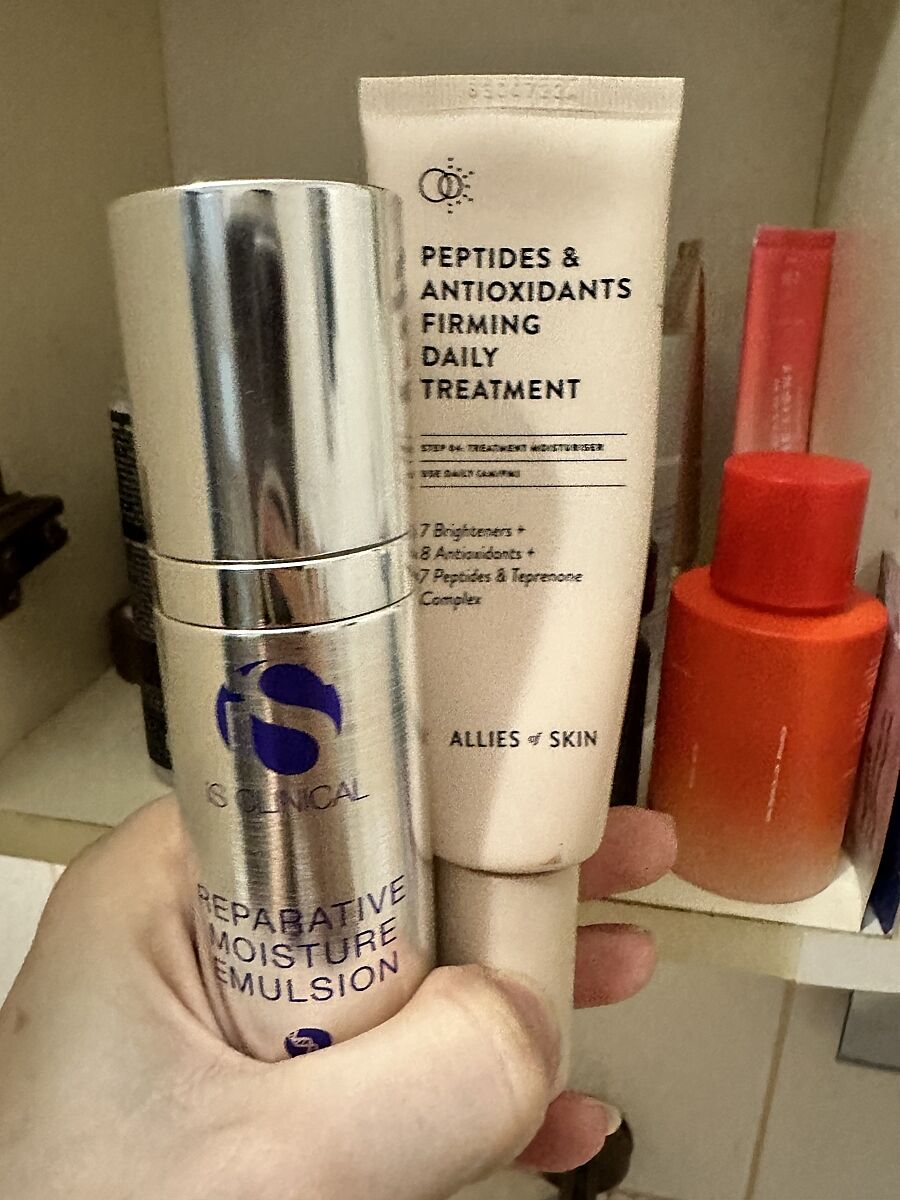 iS CLINICAL
REPARATIVE
MOISTURE
EMULSION
PEPTIDES &
ANTIOXIDANTS
FIRMING
DAILY
TREATMENT
STEP 04: TREATMENT MOISTURISER
USE DAILY (AM/PM)
7 Brighteners +
8 Antioxidants +
7 Peptides & Teprenone
Complex
ALLIES of SKIN